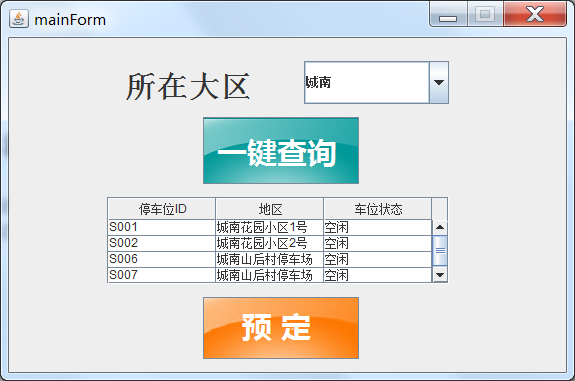 mainForm
所在大区 城南
一键查询
停车位ID 地区 车位状态
S001 城南花园小区1号 空闲
S002 城南花园小区2号 空闲
S006 城南山后村停车场 空闲
S007 城南山后村停车场 空闲
预 定